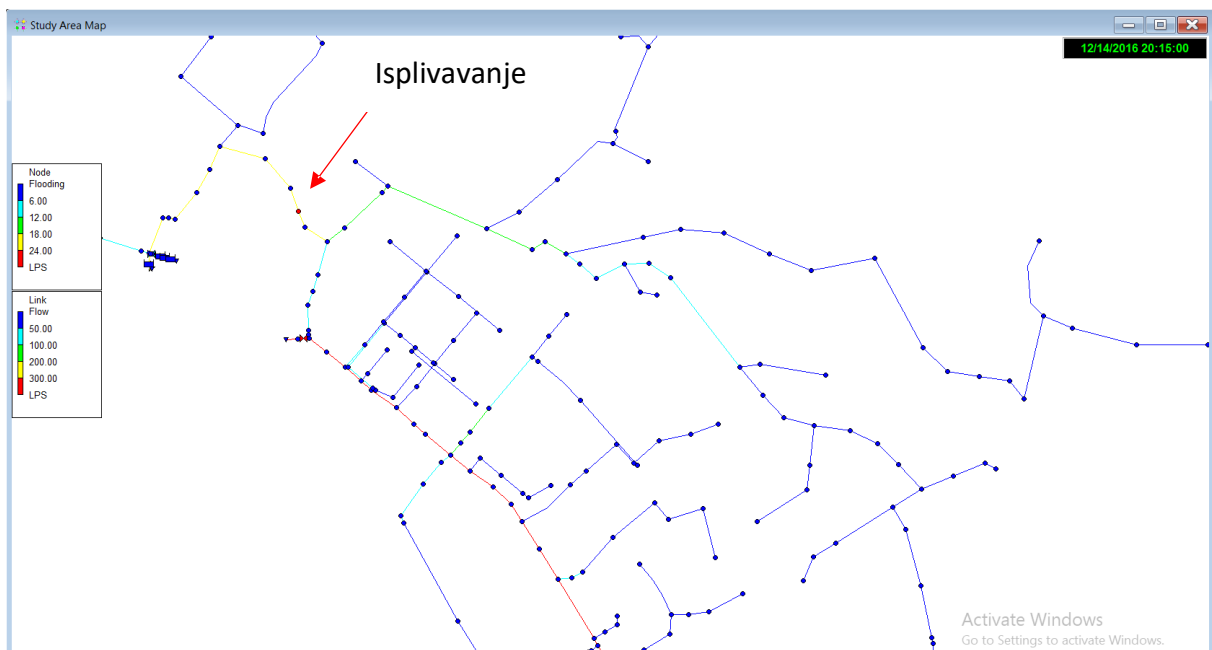 Study Area Map
12/14/2016 20:15:00
Isplivavanje
Node
Flooding
6.00
12.00
18.00
24.00
LPS
Link
Flow
50.00
100.00
200.00
300.00
LPS
Activate Windows
Go to Settings to activate Windows.